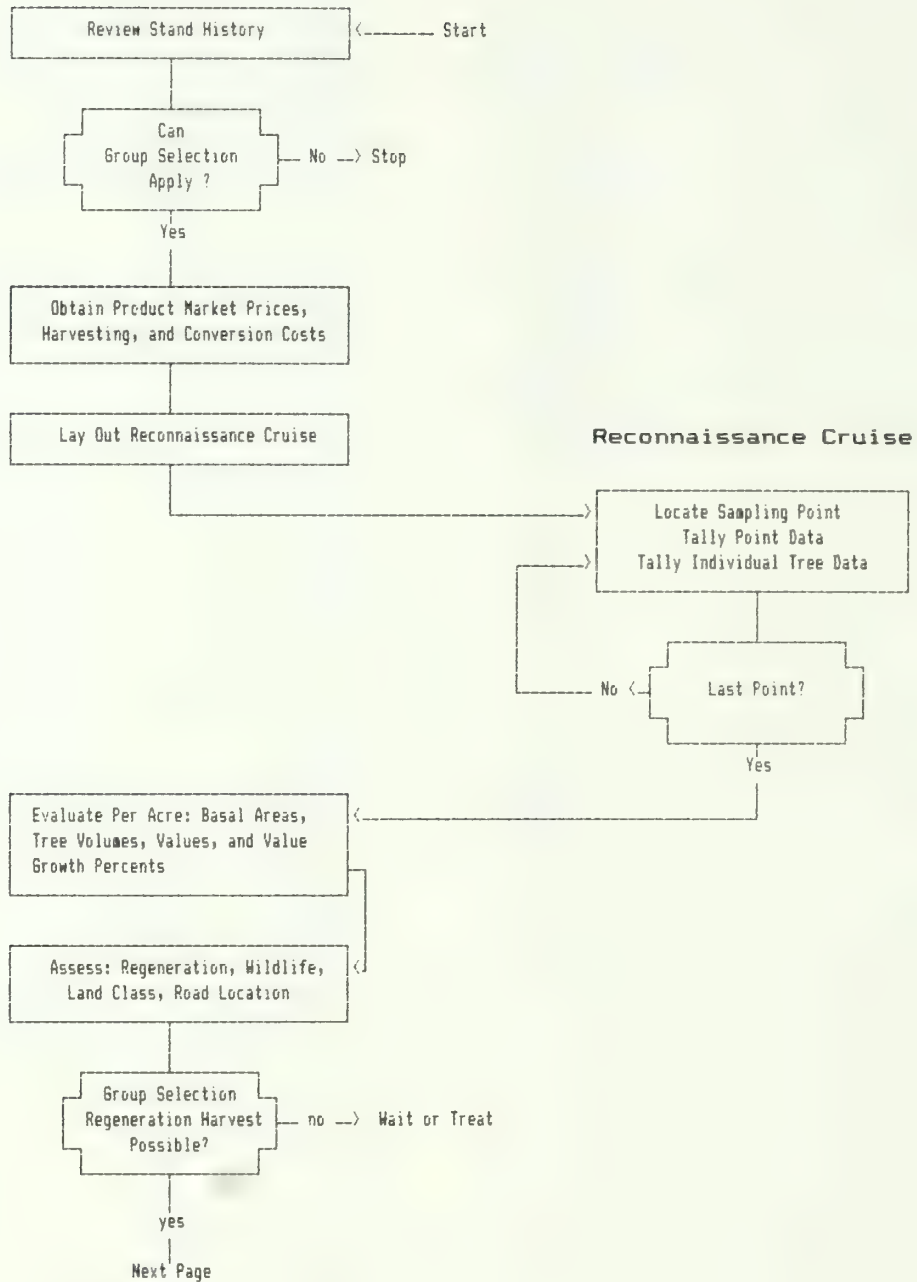 Review Stand History
<----- Start
Can
Group Selection
Apply ?
No --> Stop
Yes
Obtain Product Market Prices,
Harvesting, and Conversion Costs
Lay Out Reconnaissance Cruise
Reconnaissance Cruise
Locate Sampling Point
Tally Point Data
Tally Individual Tree Data
Last Point?
No <
Yes
Evaluate Per Acre: Basal Areas,
Tree Volumes, Values, and Value
Growth Percents
Assess: Regeneration, Wildlife,
Land Class, Road Location
Group Selection
Regeneration Harvest
Possible?
no --> Wait or Treat
yes
Next Page